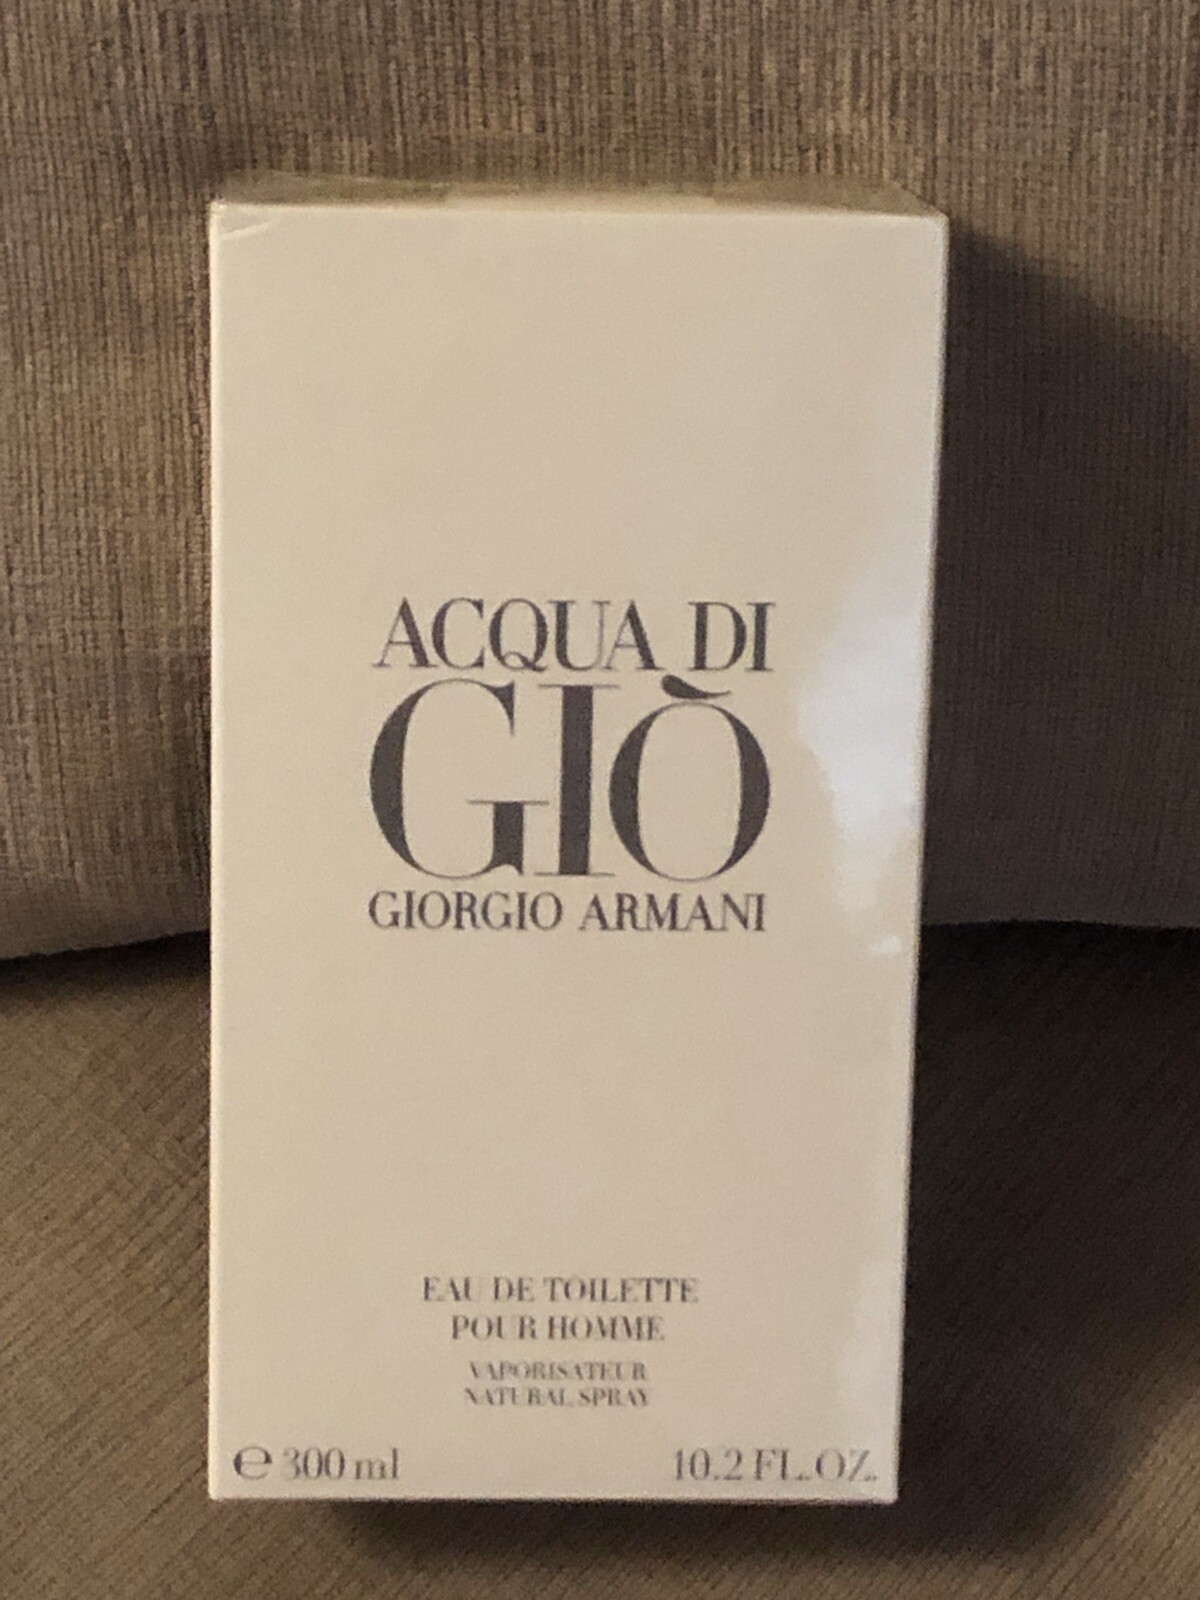 ACQUA DI
GIÒ
GIORGIO ARMANI
EAU DE TOILETTE
POUR HOMME
VAPORISATEUR
NATURAL SPRAY
℮ 300 ml 10.2 FL.OZ.